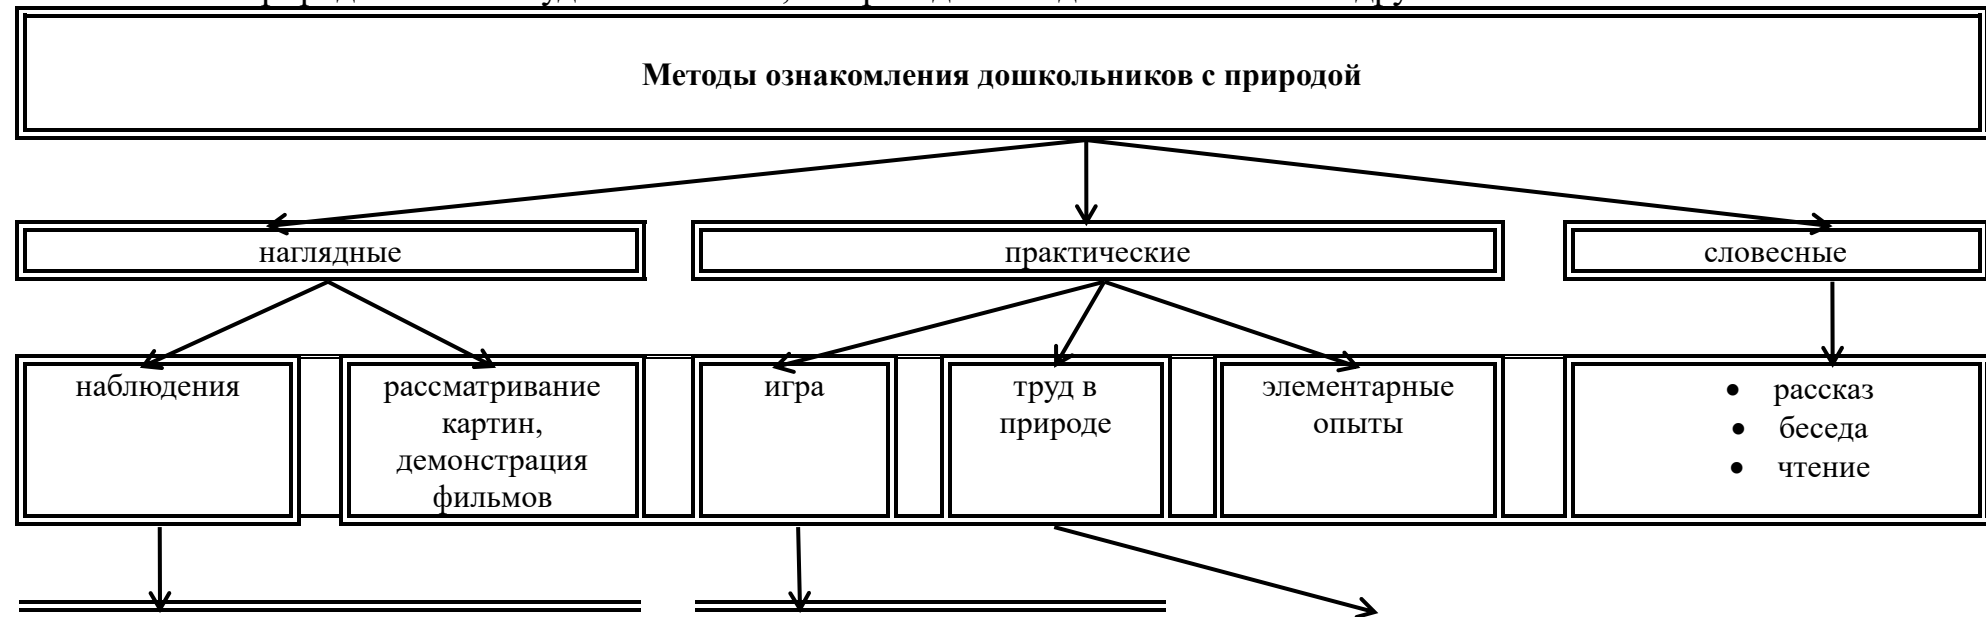 Методы ознакомления дошкольников с природой
наглядные
практические
словесные
наблюдения
рассматривание
картин,
демонстрация
фильмов
игра
труд в
природе
элементарные
опыты
• рассказ
• беседа
• чтение